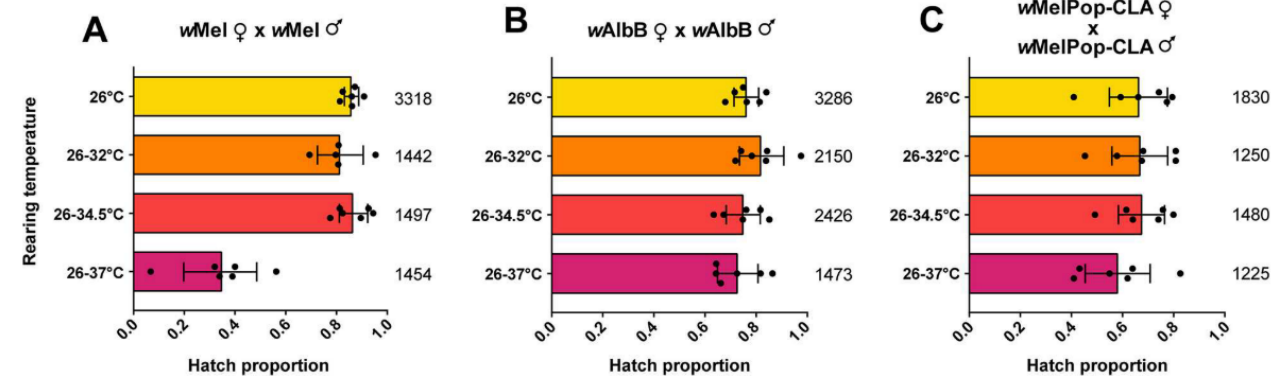 A
wMel ♀ x wMel ♂
Rearing temperature
26°C
3318
26-32°C
1442
26-34.5°C
1497
26-37°C
1454
0.0 0.2 0.4 0.6 0.8 1.0
Hatch proportion
B
wAlbB ♀ x wAlbB ♂
26°C
3286
26-32°C
2150
26-34.5°C
2426
26-37°C
1473
0.0 0.2 0.4 0.6 0.8 1.0
Hatch proportion
C
wMelPop-CLA ♀
x
wMelPop-CLA ♂
26°C
1830
26-32°C
1250
26-34.5°C
1480
26-37°C
1225
0.0 0.2 0.4 0.6 0.8 1.0
Hatch proportion